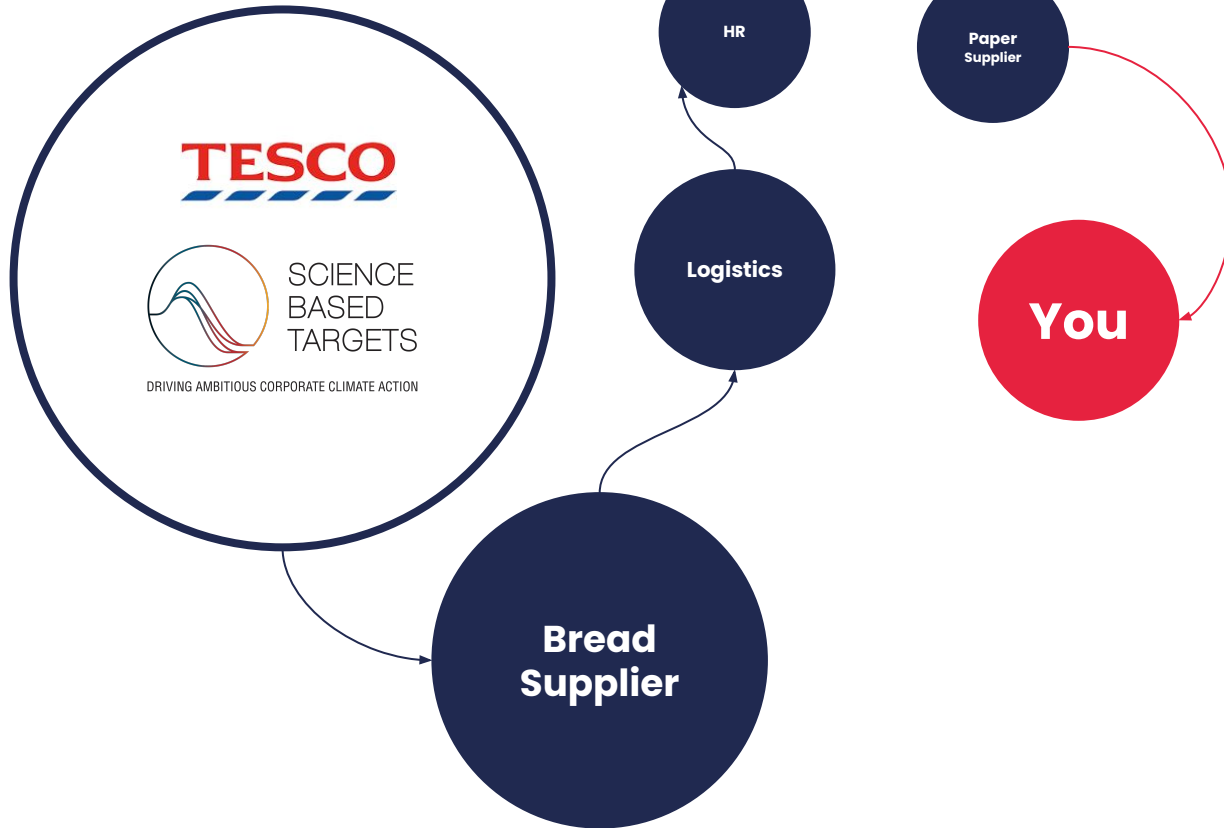 TESCO
SCIENCE
BASED
TARGETS
DRIVING AMBITIOUS CORPORATE CLIMATE ACTION
HR
Paper
Supplier
Logistics
You
Bread
Supplier